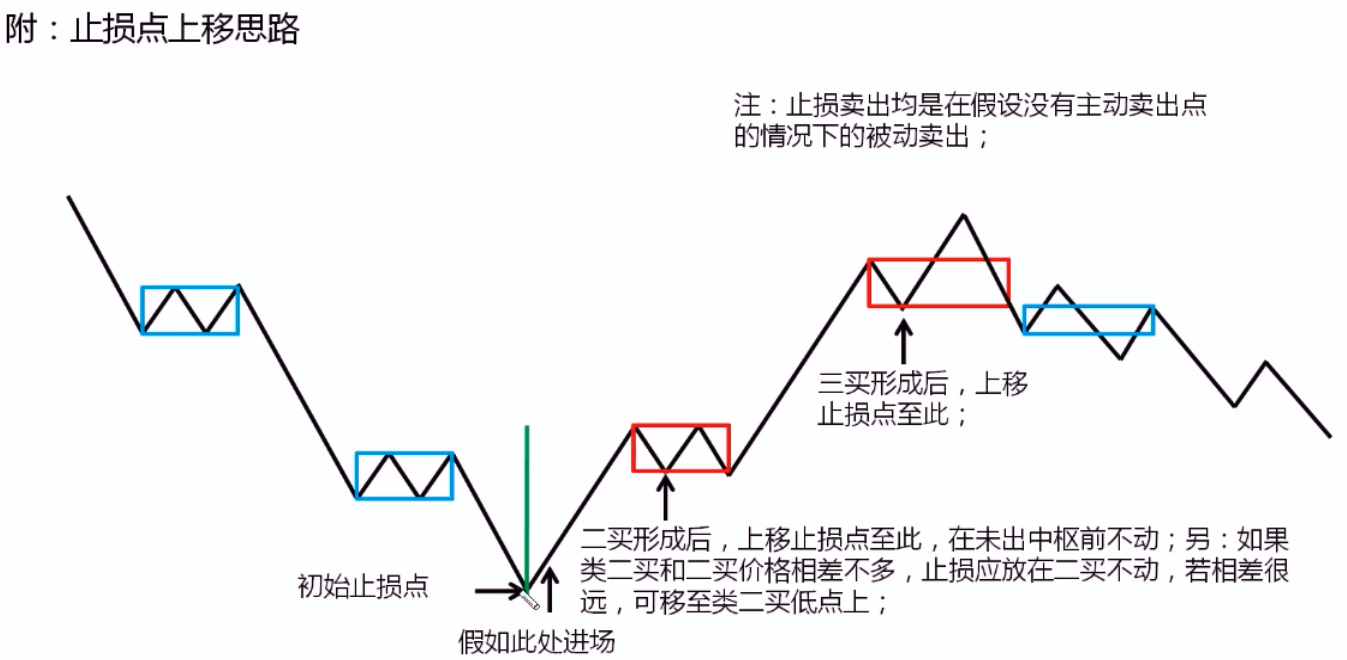 附：止损点上移思路
注：止损卖出均是在假设没有主动卖出点
的情况下的被动卖出；
三买形成后，上移
止损点至此；
二买形成后，上移止损点至此，在未出中枢前不动；另：如果
类二买和二买价格相差不多，止损应放在二买不动，若相差很
远，可移至类二买低点上；
初始止损点
假如此处进场